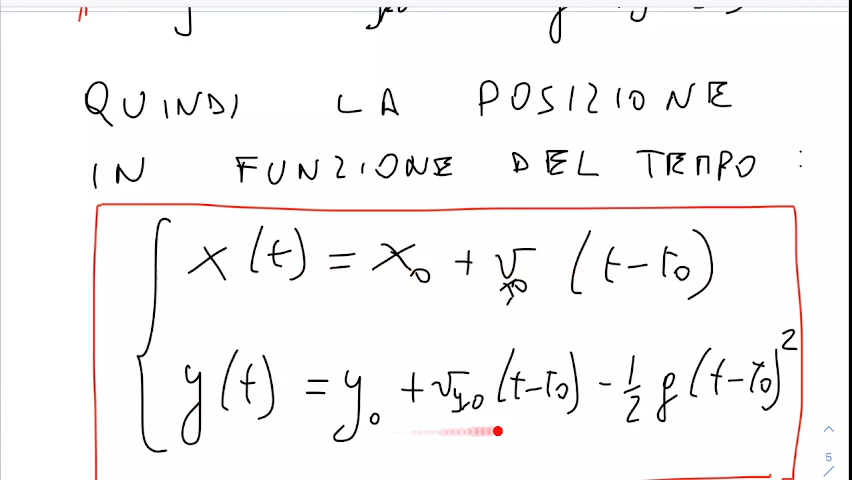 QUINDI LA POSIZIONE
IN FUNZIONE DEL TEMPO :
x(t) = x₀ + v_x0 (t-t₀)
y(t) = y₀ + v_y0 (t-t₀) - 1/2 g (t-t₀)²
5